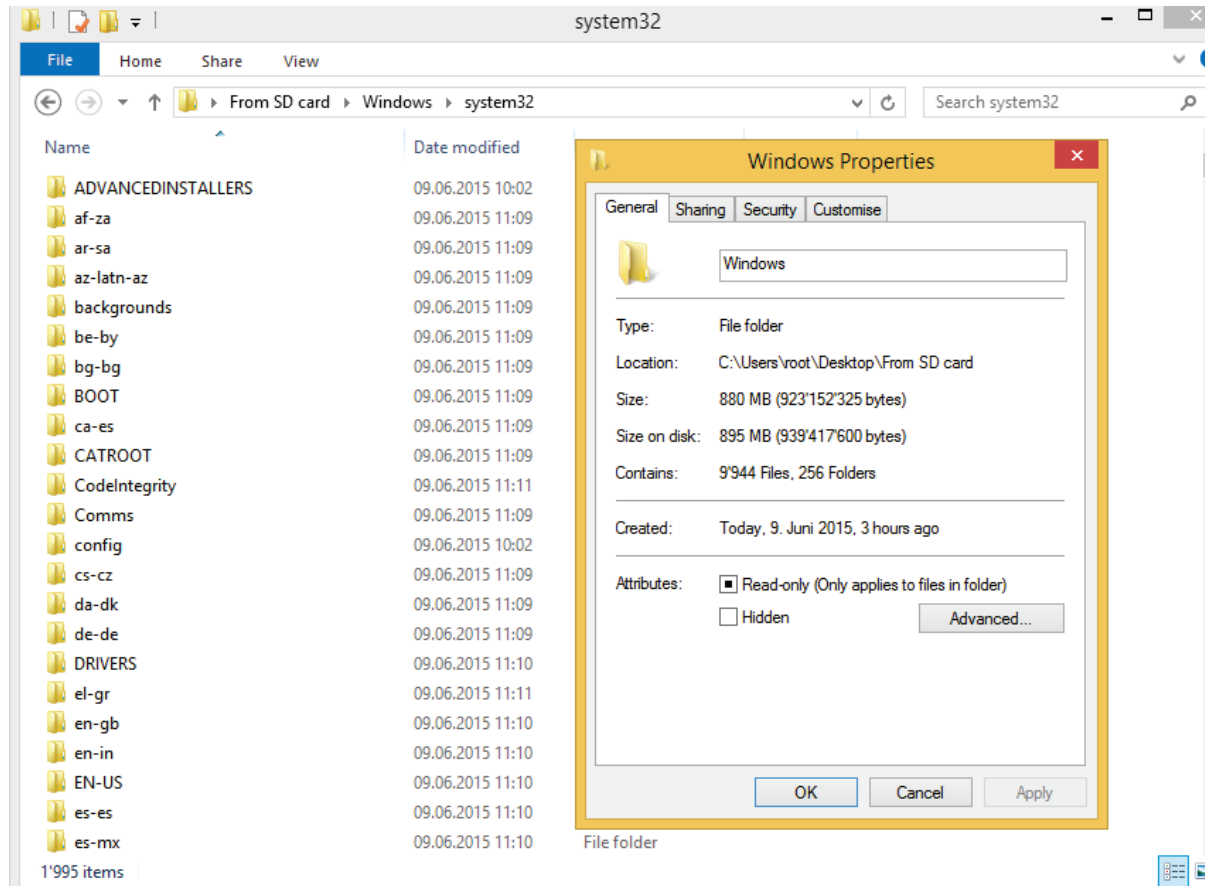 system32
File Home Share View
From SD card Windows system32 Search system32
Name Date modified
ADVANCEDINSTALLERS 09.06.2015 10:02
af-za 09.06.2015 11:09
ar-sa 09.06.2015 11:09
az-latn-az 09.06.2015 11:09
backgrounds 09.06.2015 11:09
be-by 09.06.2015 11:09
bg-bg 09.06.2015 11:09
BOOT 09.06.2015 11:09
ca-es 09.06.2015 11:09
CATROOT 09.06.2015 11:09
CodeIntegrity 09.06.2015 11:11
Comms 09.06.2015 11:09
config 09.06.2015 10:02
cs-cz 09.06.2015 11:09
da-dk 09.06.2015 11:09
de-de 09.06.2015 11:09
DRIVERS 09.06.2015 11:10
el-gr 09.06.2015 11:11
en-gb 09.06.2015 11:10
en-in 09.06.2015 11:10
EN-US 09.06.2015 11:10
es-es 09.06.2015 11:10
es-mx 09.06.2015 11:10 File folder
1'995 items
Windows Properties
General Sharing Security Customise
Windows
Type: File folder
Location: C:\Users\root\Desktop\From SD card
Size: 880 MB (923'152'325 bytes)
Size on disk: 895 MB (939'417'600 bytes)
Contains: 9'944 Files, 256 Folders
Created: Today, 9. Juni 2015, 3 hours ago
Attributes: Read-only (Only applies to files in folder)
Hidden Advanced...
OK Cancel Apply